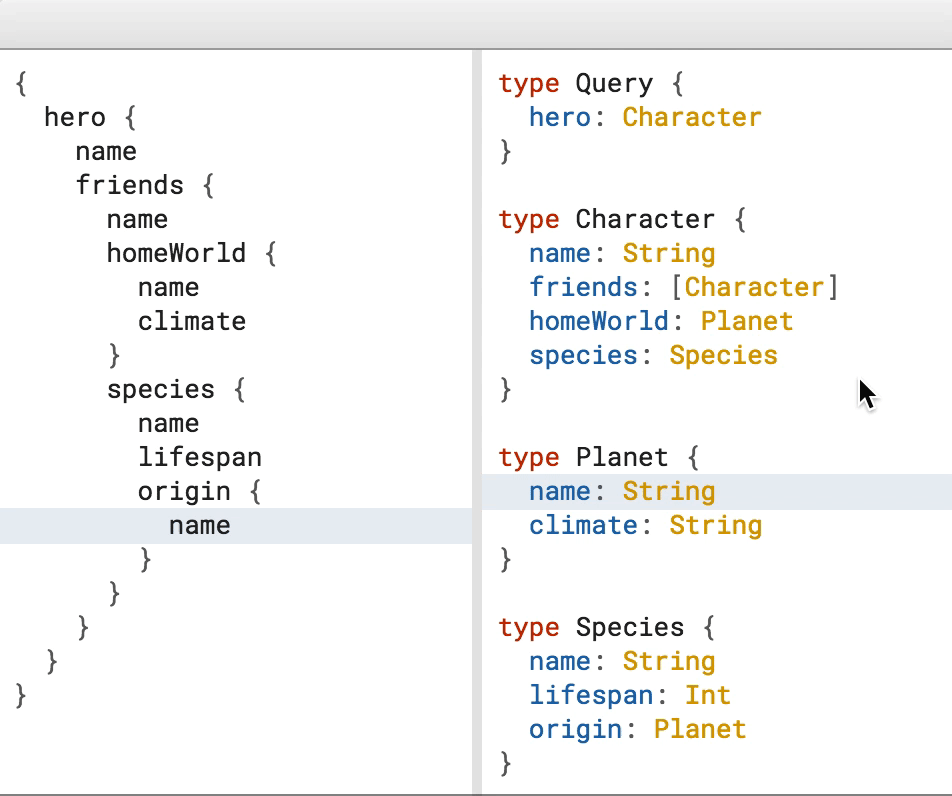 {
  hero {
    name
    friends {
      name
      homeWorld {
        name
        climate
      }
      species {
        name
        lifespan
        origin {
          name
        }
      }
    }
  }
}
type Query {
  hero: Character
}

type Character {
  name: String
  friends: [Character]
  homeWorld: Planet
  species: Species
}

type Planet {
  name: String
  climate: String
}

type Species {
  name: String
  lifespan: Int
  origin: Planet
}